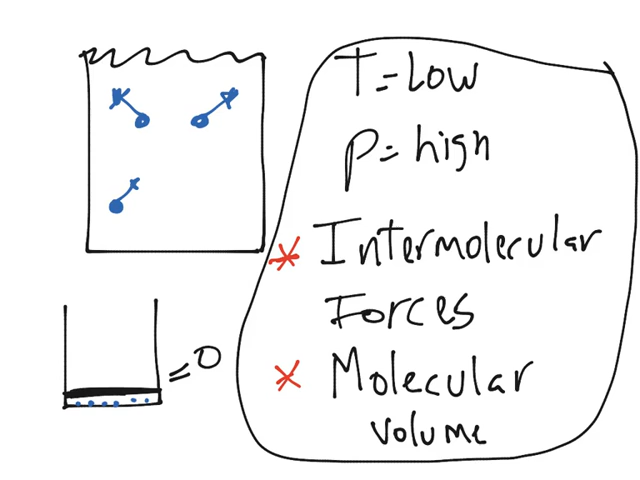 T=Low
P=high
* Intermolecular
Forces
* Molecular
volume
=0